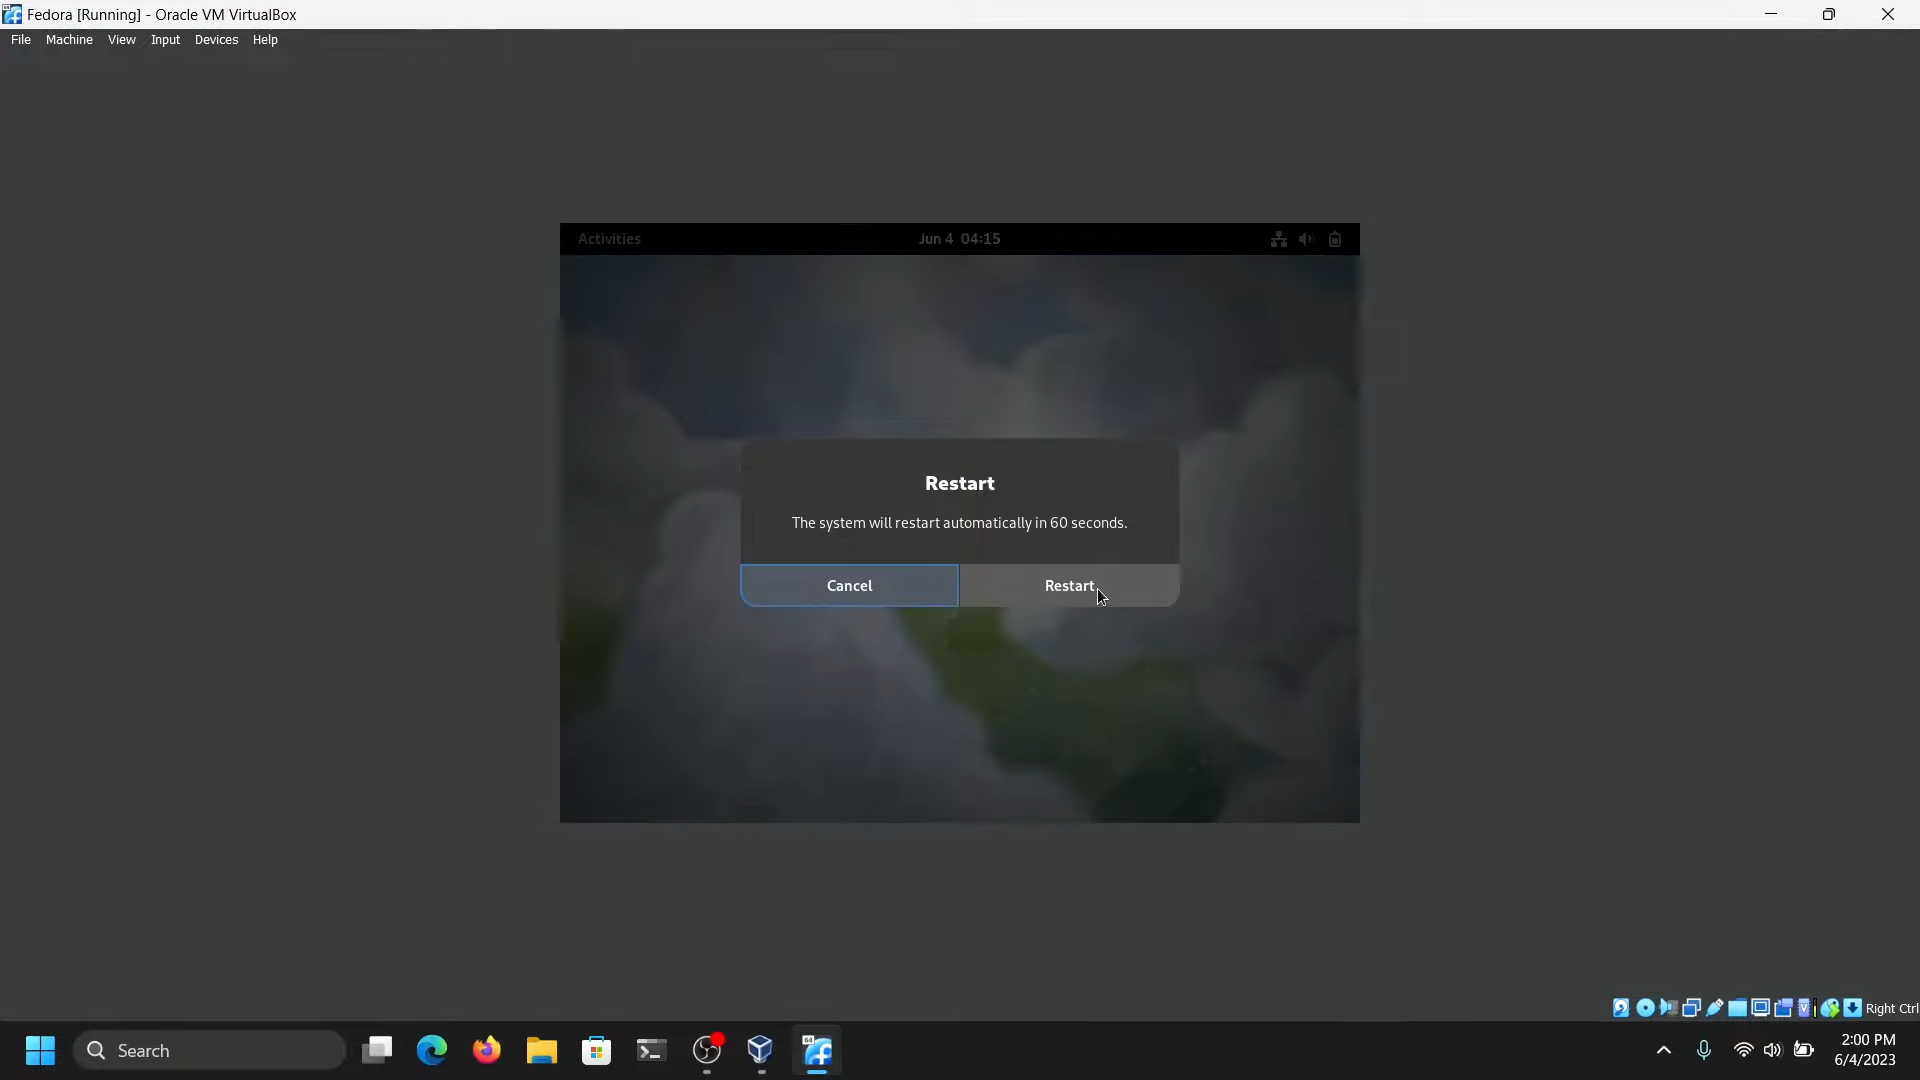 Fedora [Running] - Oracle VM VirtualBox
File Machine View Input Devices Help
Activities Jun 4 04:15
Restart
The system will restart automatically in 60 seconds.
Cancel Restart
Right Ctrl
Search
2:00 PM
6/4/2023